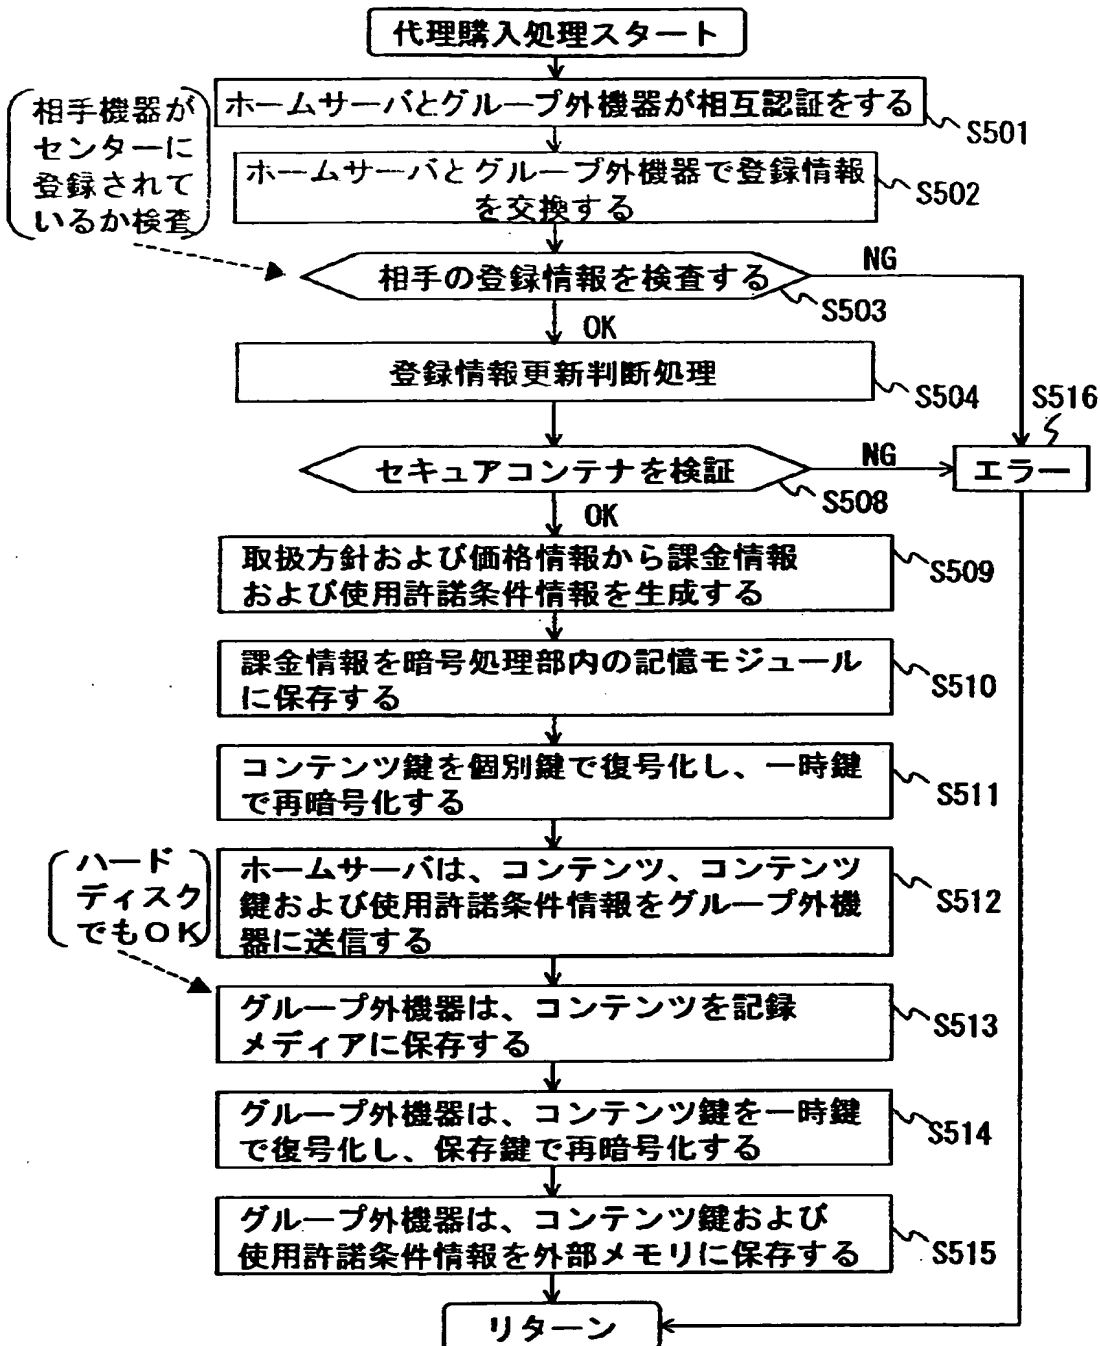 代理購入処理スタート
相手機器が
センターに
登録されて
いるか検査
ホームサーバとグループ外機器が相互認証をする
S501
ホームサーバとグループ外機器で登録情報
を交換する
S502
相手の登録情報を検査する
NG
S503
OK
登録情報更新判断処理
S504
S516
エラー
セキュアコンテナを検証
NG
S508
OK
取扱方針および価格情報から課金情報
および使用許諾条件情報を生成する
S509
課金情報を暗号処理部内の記憶モジュール
に保存する
S510
コンテンツ鍵を個別鍵で復号化し、一時鍵
で再暗号化する
S511
ハード
ディスク
でもOK
ホームサーバは、コンテンツ、コンテンツ
鍵および使用許諾条件情報をグループ外機
器に送信する
S512
グループ外機器は、コンテンツを記録
メディアに保存する
S513
グループ外機器は、コンテンツ鍵を一時鍵
で復号化し、保存鍵で再暗号化する
S514
グループ外機器は、コンテンツ鍵および
使用許諾条件情報を外部メモリに保存する
S515
リターン